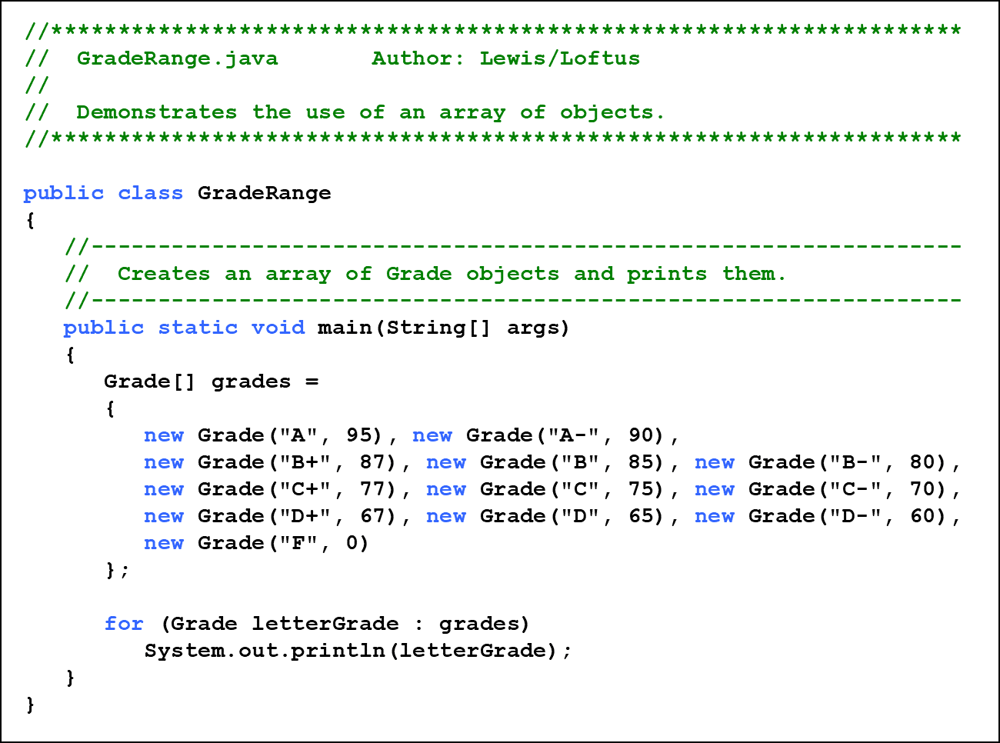 //********************************************************************
//  GradeRange.java       Author: Lewis/Loftus
//
//  Demonstrates the use of an array of objects.
//********************************************************************

public class GradeRange
{
   //-----------------------------------------------------------------
   //  Creates an array of Grade objects and prints them.
   //-----------------------------------------------------------------
   public static void main(String[] args)
   {
      Grade[] grades =
      {
         new Grade("A", 95), new Grade("A-", 90),
         new Grade("B+", 87), new Grade("B", 85), new Grade("B-", 80),
         new Grade("C+", 77), new Grade("C", 75), new Grade("C-", 70),
         new Grade("D+", 67), new Grade("D", 65), new Grade("D-", 60),
         new Grade("F", 0)
      };

      for (Grade letterGrade : grades)
         System.out.println(letterGrade);
   }
}